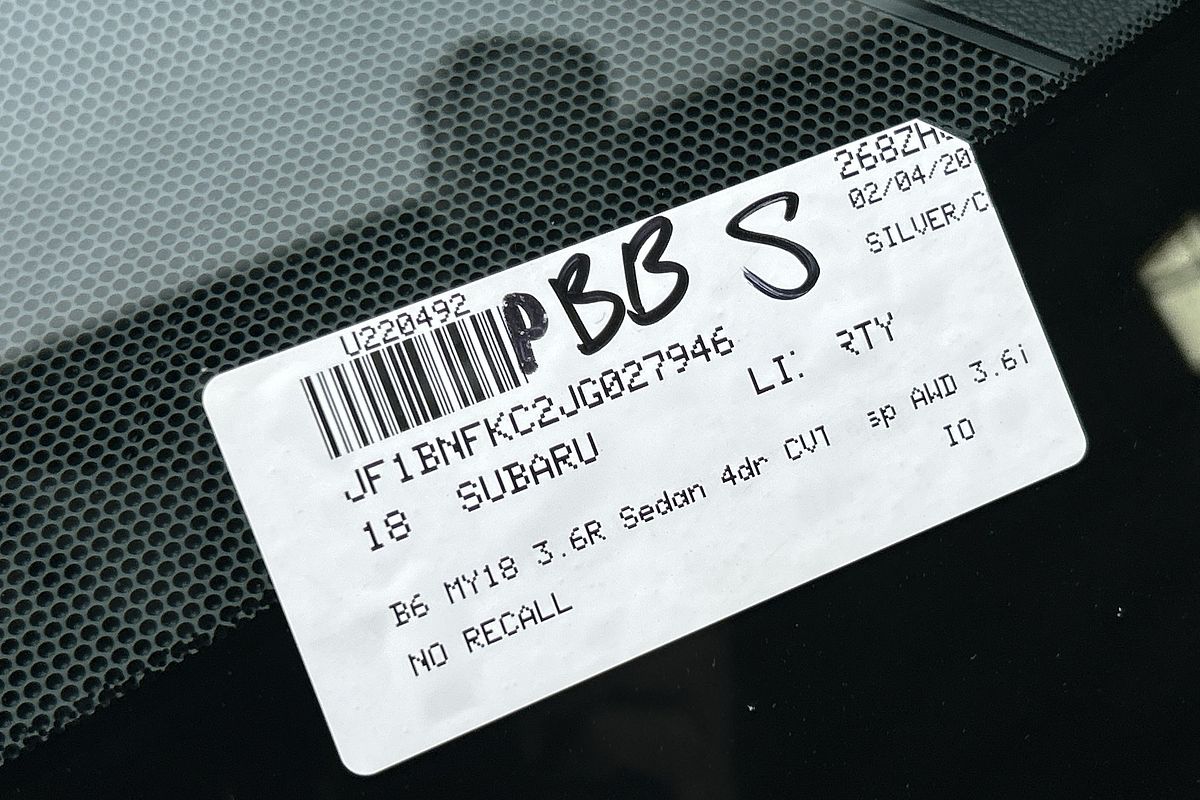 268ZH
02/04/20
SILVER/C
U220492
P BB S
JF1BNFKC2JG027946
18 SUBARU LI: RTY
B6 MY18 3.6R Sedan 4dr CVT sp AWD 3.6i
NO RECALL IO